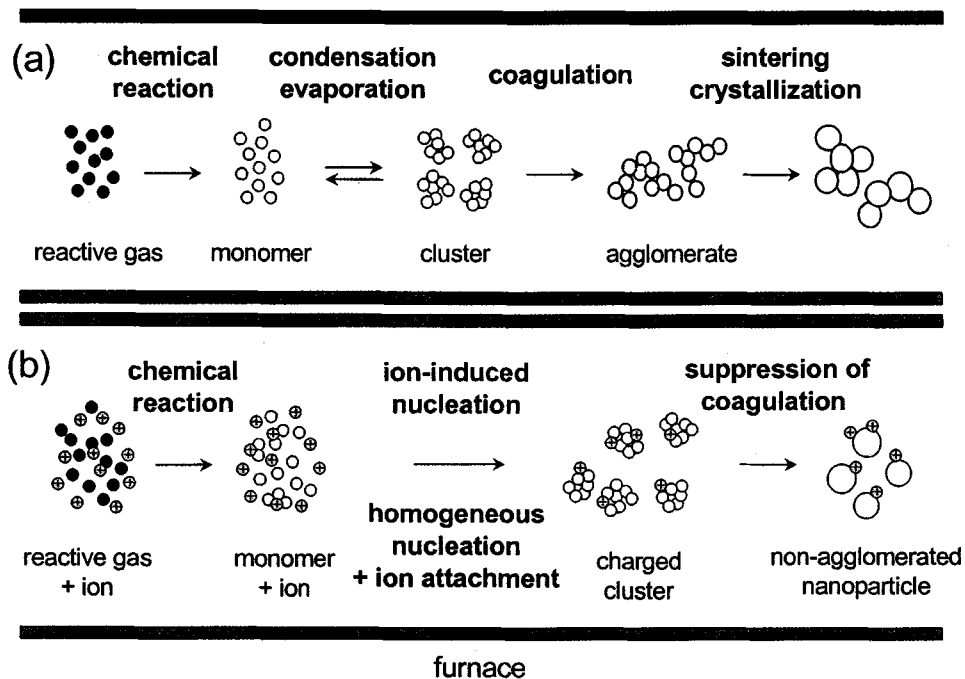 (a)
chemical
reaction
condensation
evaporation
coagulation
sintering
crystallization
reactive gas
monomer
cluster
agglomerate
(b)
chemical
reaction
ion-induced
nucleation
suppression of
coagulation
homogeneous
nucleation
+ ion attachment
reactive gas
+ ion
monomer
+ ion
charged
cluster
non-agglomerated
nanoparticle
furnace